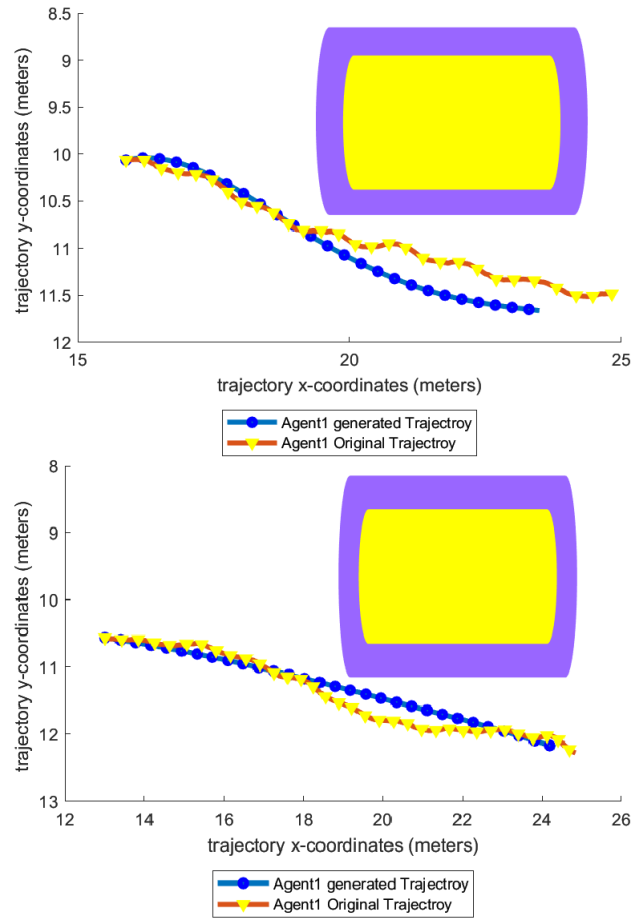 8.5
9
9.5
10
10.5
11
11.5
12
trajectory y-coordinates (meters)
15 20 25
trajectory x-coordinates (meters)
Agent1 generated Trajectroy
Agent1 Original Trajectroy
8
9
10
11
12
13
trajectory y-coordinates (meters)
12 14 16 18 20 22 24 26
trajectory x-coordinates (meters)
Agent1 generated Trajectroy
Agent1 Original Trajectroy